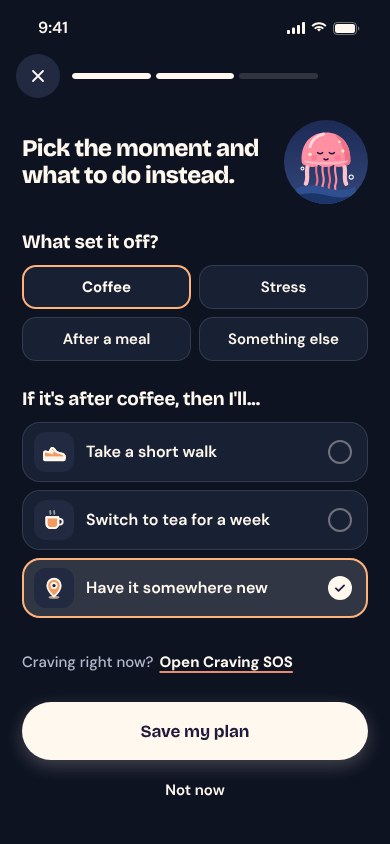 9:41
Pick the moment and
what to do instead.
What set it off?
Coffee
Stress
After a meal
Something else
If it's after coffee, then I'll...
Take a short walk
Switch to tea for a week
Have it somewhere new
Craving right now? Open Craving SOS
Save my plan
Not now